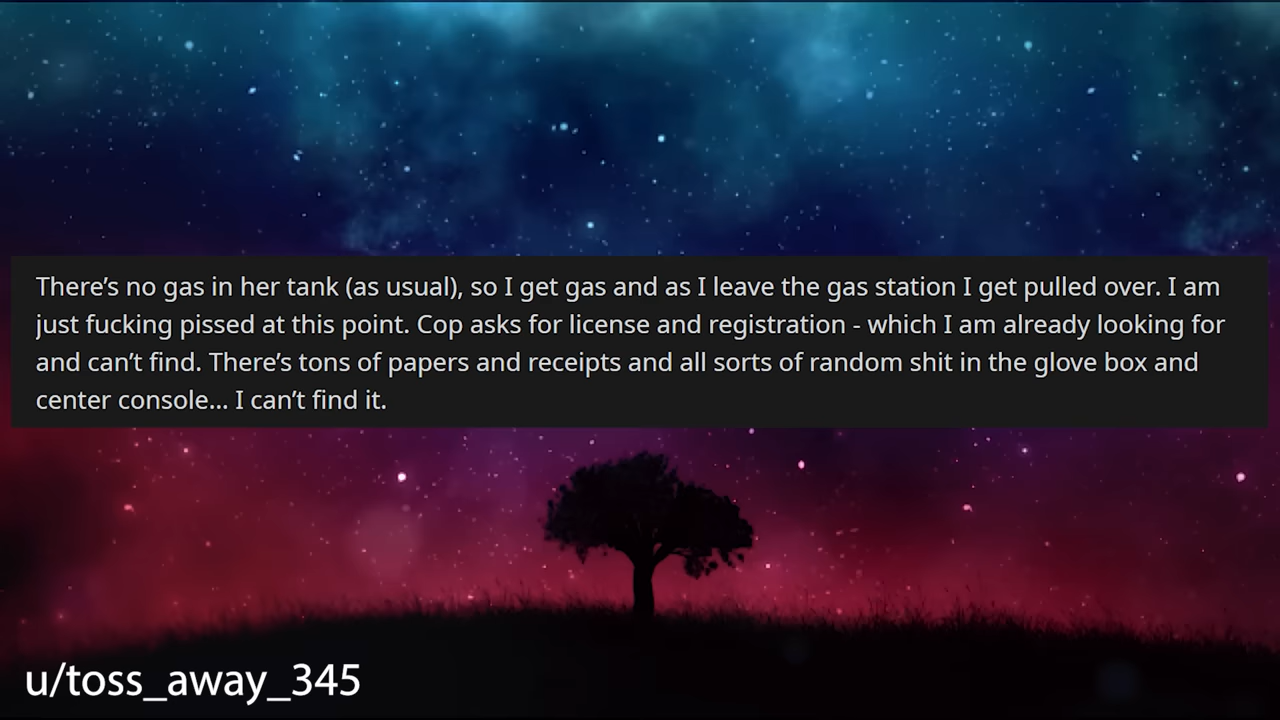 There’s no gas in her tank (as usual), so I get gas and as I leave the gas station I get pulled over. I am
just fucking pissed at this point. Cop asks for license and registration - which I am already looking for
and can’t find. There’s tons of papers and receipts and all sorts of random shit in the glove box and
center console... I can’t find it.
u/toss_away_345